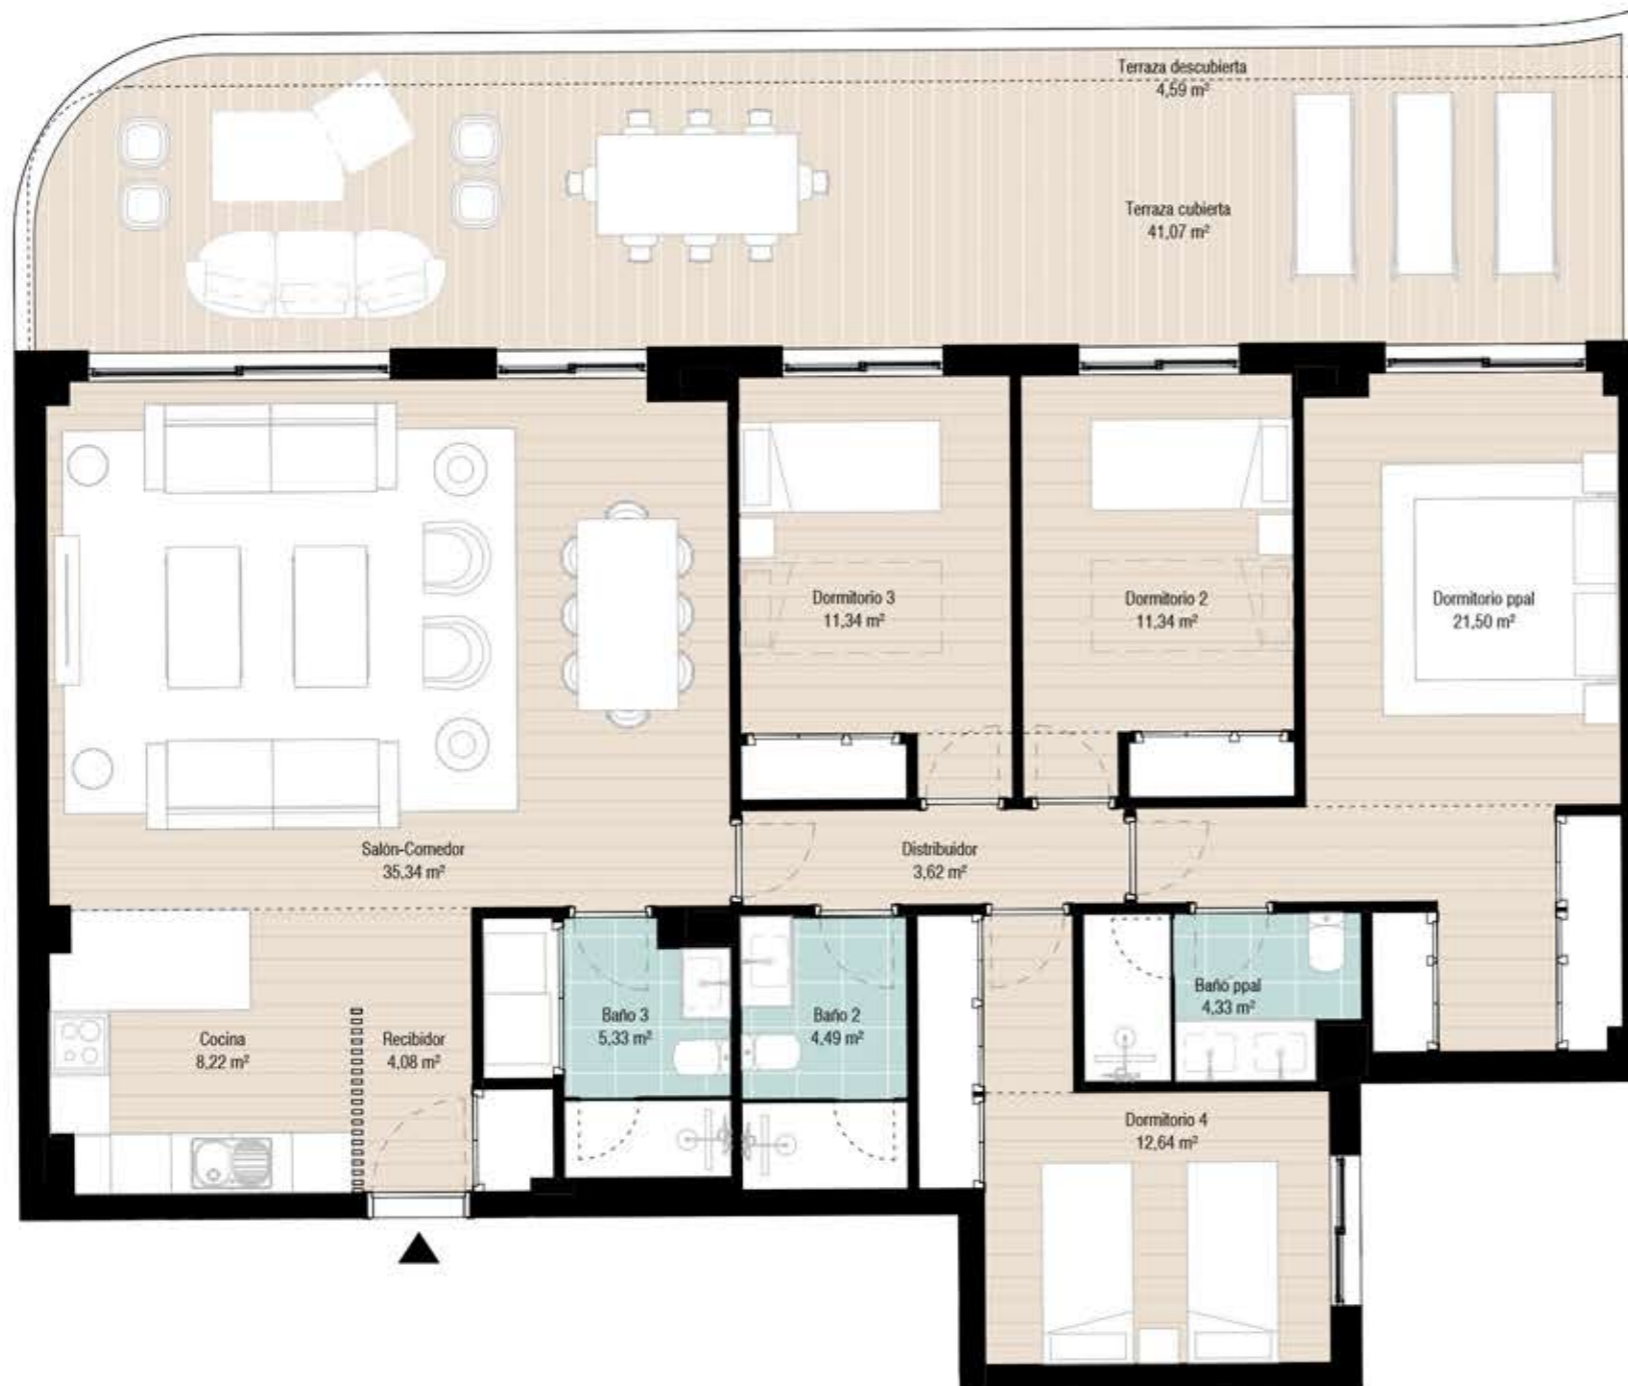 Terraza descubierta
4,59 m²
Terraza cubierta
41,07 m²
Dormitorio 3
11,34 m²
Dormitorio 2
11,34 m²
Dormitorio ppal
21,50 m²
Salón-Comedor
35,34 m²
Distribuidor
3,62 m²
Cocina
8,22 m²
Recibidor
4,08 m²
Baño 3
5,33 m²
Baño 2
4,49 m²
Baño ppal
4,33 m²
Dormitorio 4
12,64 m²